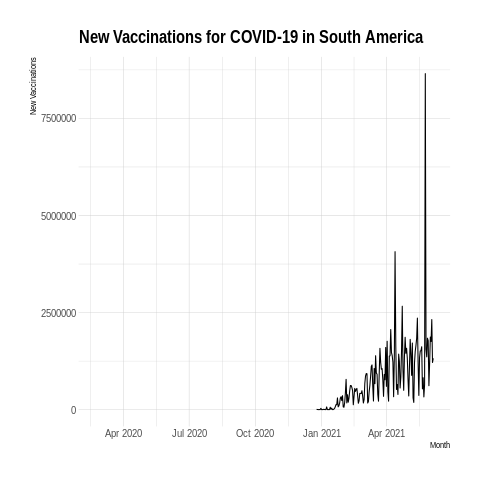 New Vaccinations for COVID-19 in South America
New Vaccinations
7500000
5000000
2500000
0
Apr 2020 Jul 2020 Oct 2020 Jan 2021 Apr 2021
Month